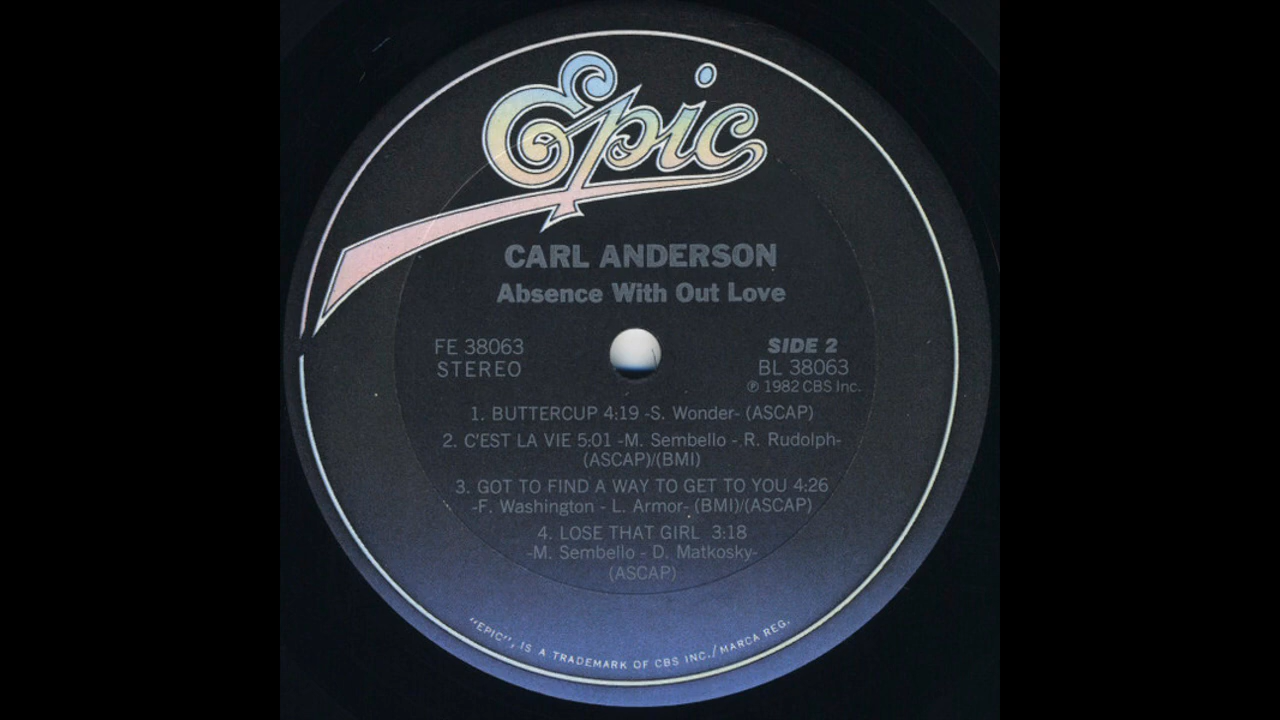 Epic
CARL ANDERSON
Absence With Out Love
FE 38063
STEREO
SIDE 2
BL 38063
℗ 1982 CBS Inc.
1. BUTTERCUP 4:19 -S. Wonder- (ASCAP)
2. C'EST LA VIE 5:01 -M. Sembello - R. Rudolph-
(ASCAP)/(BMI)
3. GOT TO FIND A WAY TO GET TO YOU 4:26
-F. Washington - L. Armor- (BMI)/(ASCAP)
4. LOSE THAT GIRL 3:18
-M. Sembello - D. Matkosky-
(ASCAP)
"EPIC", IS A TRADEMARK OF CBS INC./MARCA REG.